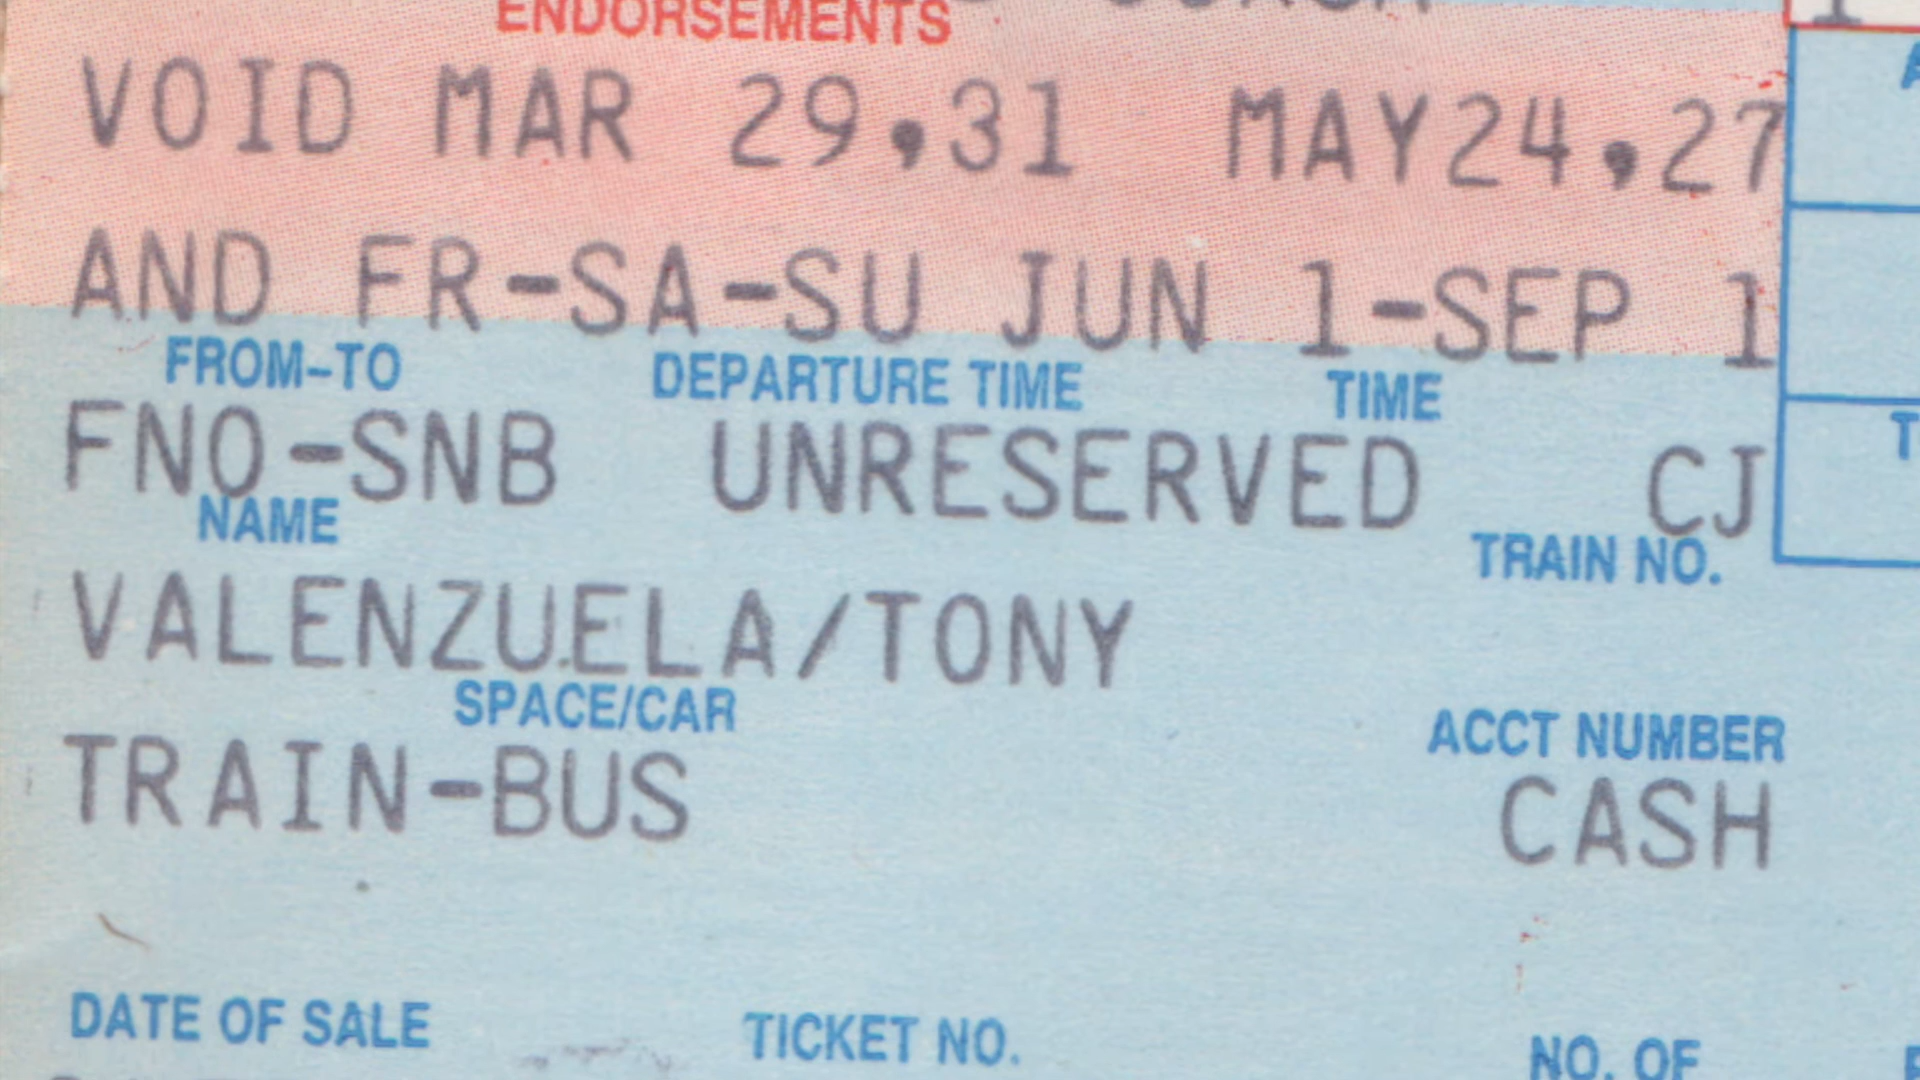 ENDORSEMENTS
VOID MAR 29,31 MAY24,27
AND FR-SA-SU JUN 1-SEP 1
FROM-TO DEPARTURE TIME TIME
FNO-SNB UNRESERVED CJ
NAME TRAIN NO.
VALENZUELA/TONY
SPACE/CAR ACCT NUMBER
TRAIN-BUS CASH
DATE OF SALE TICKET NO. NO. OF